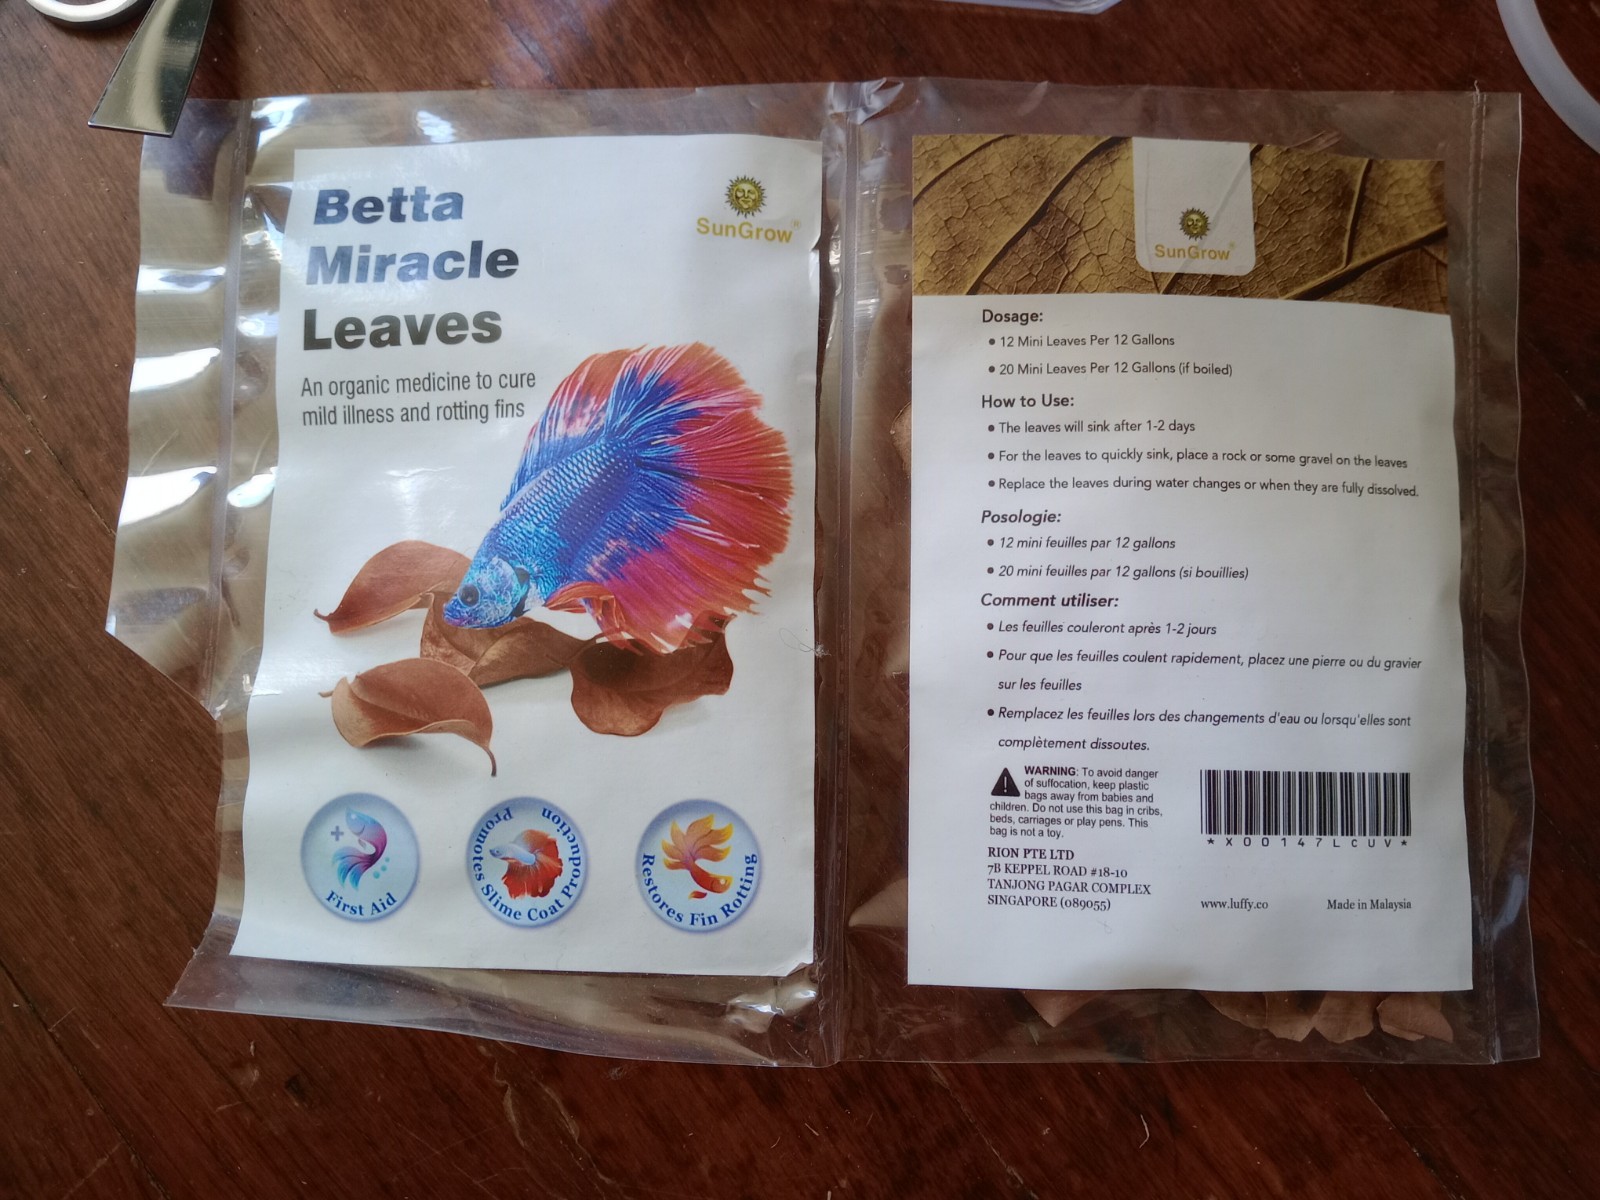 Betta
Miracle
Leaves
An organic medicine to cure
mild illness and rotting fins
SunGrow®
First Aid
Promotes Slime Coat Production
Restores Fin Rotting
SunGrow®
Dosage:
• 12 Mini Leaves Per 12 Gallons
• 20 Mini Leaves Per 12 Gallons (if boiled)
How to Use:
• The leaves will sink after 1-2 days
• For the leaves to quickly sink, place a rock or some gravel on the leaves
• Replace the leaves during water changes or when they are fully dissolved.
Posologie:
• 12 mini feuilles par 12 gallons
• 20 mini feuilles par 12 gallons (si bouillies)
Comment utiliser:
• Les feuilles couleront après 1-2 jours
• Pour que les feuilles coulent rapidement, placez une pierre ou du gravier
sur les feuilles
• Remplacez les feuilles lors des changements d'eau ou lorsqu'elles sont
complètement dissoutes.
WARNING: To avoid danger
of suffocation, keep plastic
bags away from babies and
children. Do not use this bag in cribs,
beds, carriages or play pens. This
bag is not a toy.
*X00147LCUV*
RION PTE LTD
7B KEPPEL ROAD #18-10
TANJONG PAGAR COMPLEX
SINGAPORE (089055)
www.luffy.co
Made in Malaysia